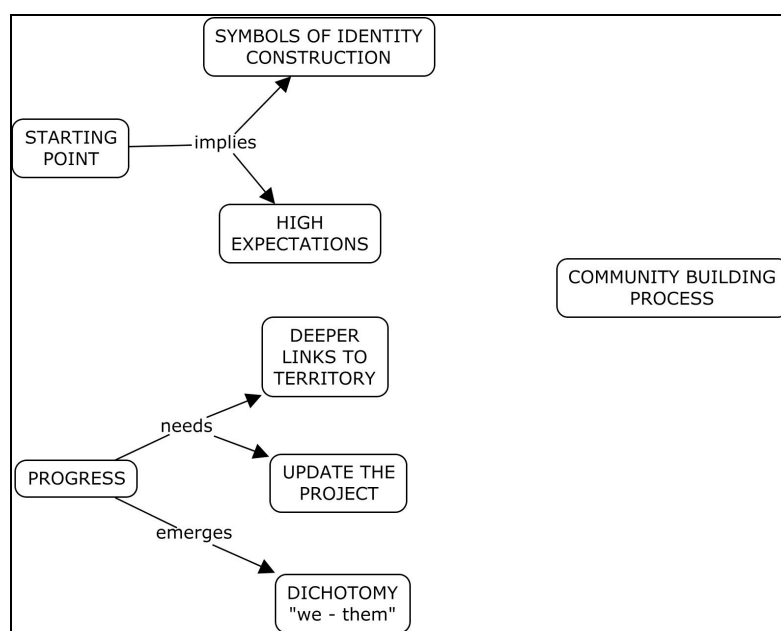 SYMBOLS OF IDENTITY
CONSTRUCTION
STARTING
POINT
implies
HIGH
EXPECTATIONS
COMMUNITY BUILDING
PROCESS
DEEPER
LINKS TO
TERRITORY
needs
PROGRESS
UPDATE THE
PROJECT
emerges
DICHOTOMY
"we - them"